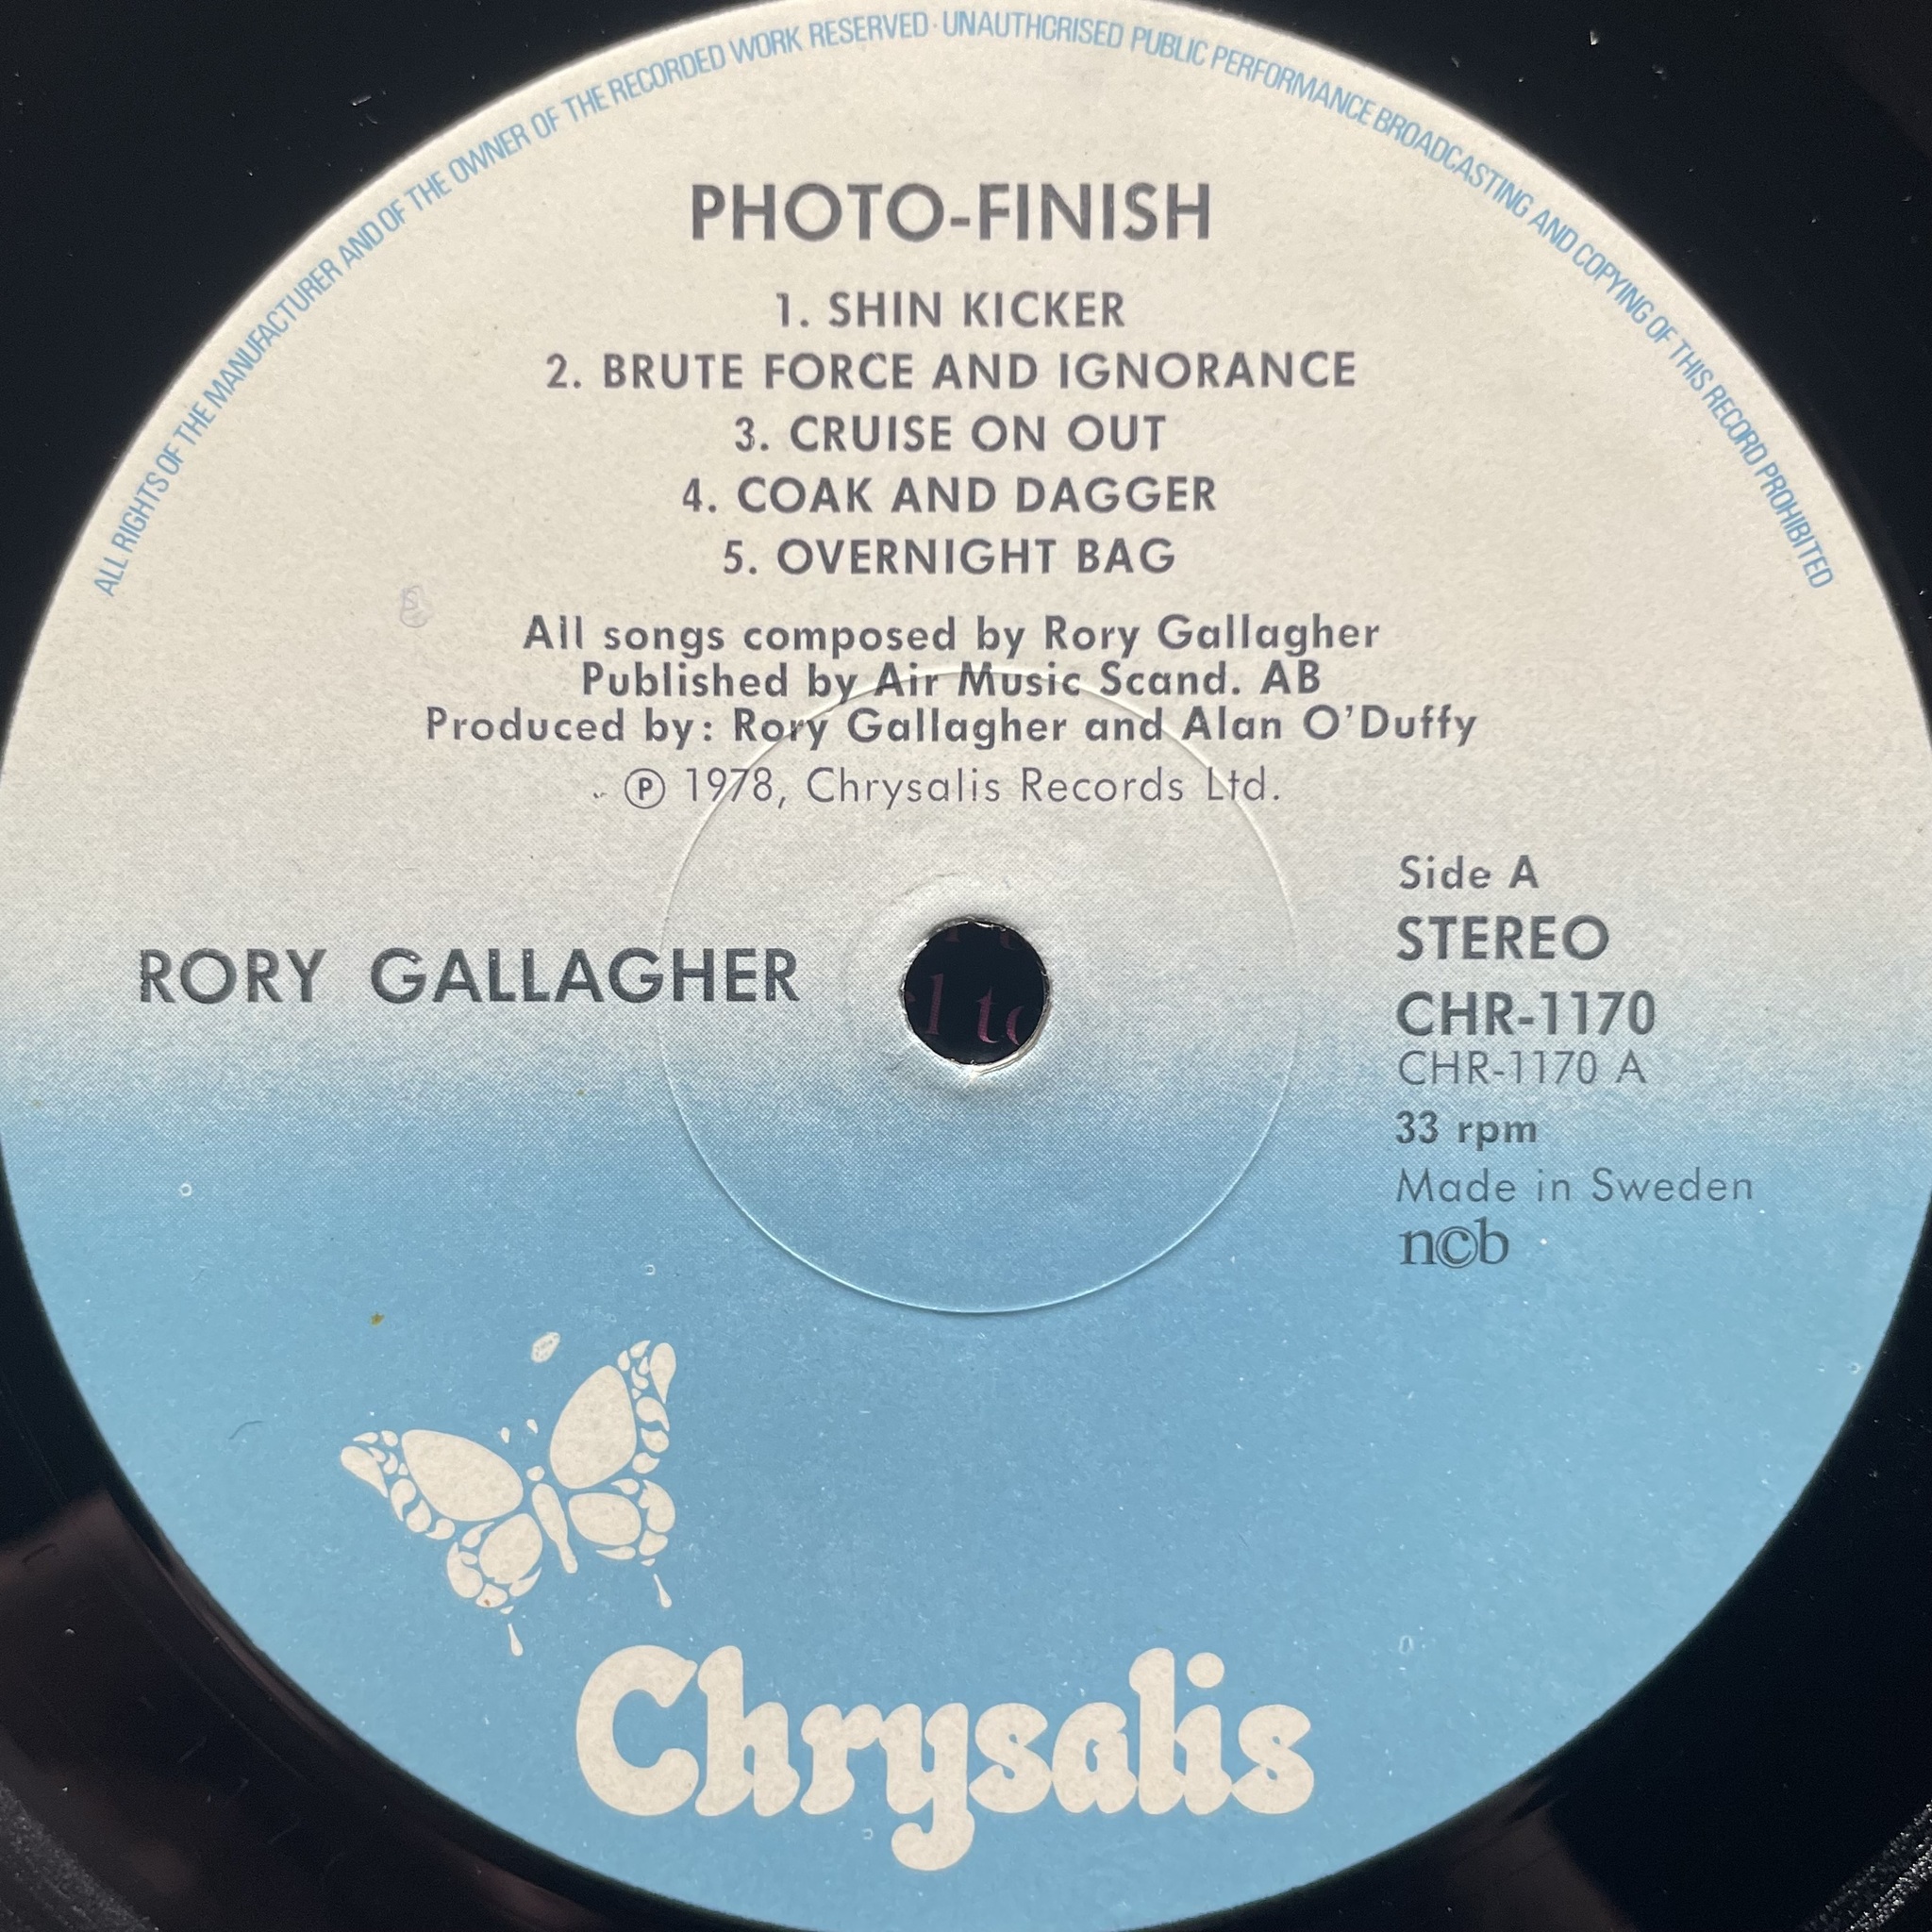 ALL RIGHTS OF THE MANUFACTURER AND OF THE OWNER OF THE RECORDED WORK RESERVED · UNAUTHORISED PUBLIC PERFORMANCE BROADCASTING AND COPYING OF THIS RECORD PROHIBITED
PHOTO-FINISH
1. SHIN KICKER
2. BRUTE FORCE AND IGNORANCE
3. CRUISE ON OUT
4. COAK AND DAGGER
5. OVERNIGHT BAG
All songs composed by Rory Gallagher
Published by Air Music Scand. AB
Produced by: Rory Gallagher and Alan O'Duffy
℗ 1978, Chrysalis Records Ltd.
RORY GALLAGHER
Side A
STEREO
CHR-1170
CHR-1170 A
33 rpm
Made in Sweden
n©b
Chrysalis